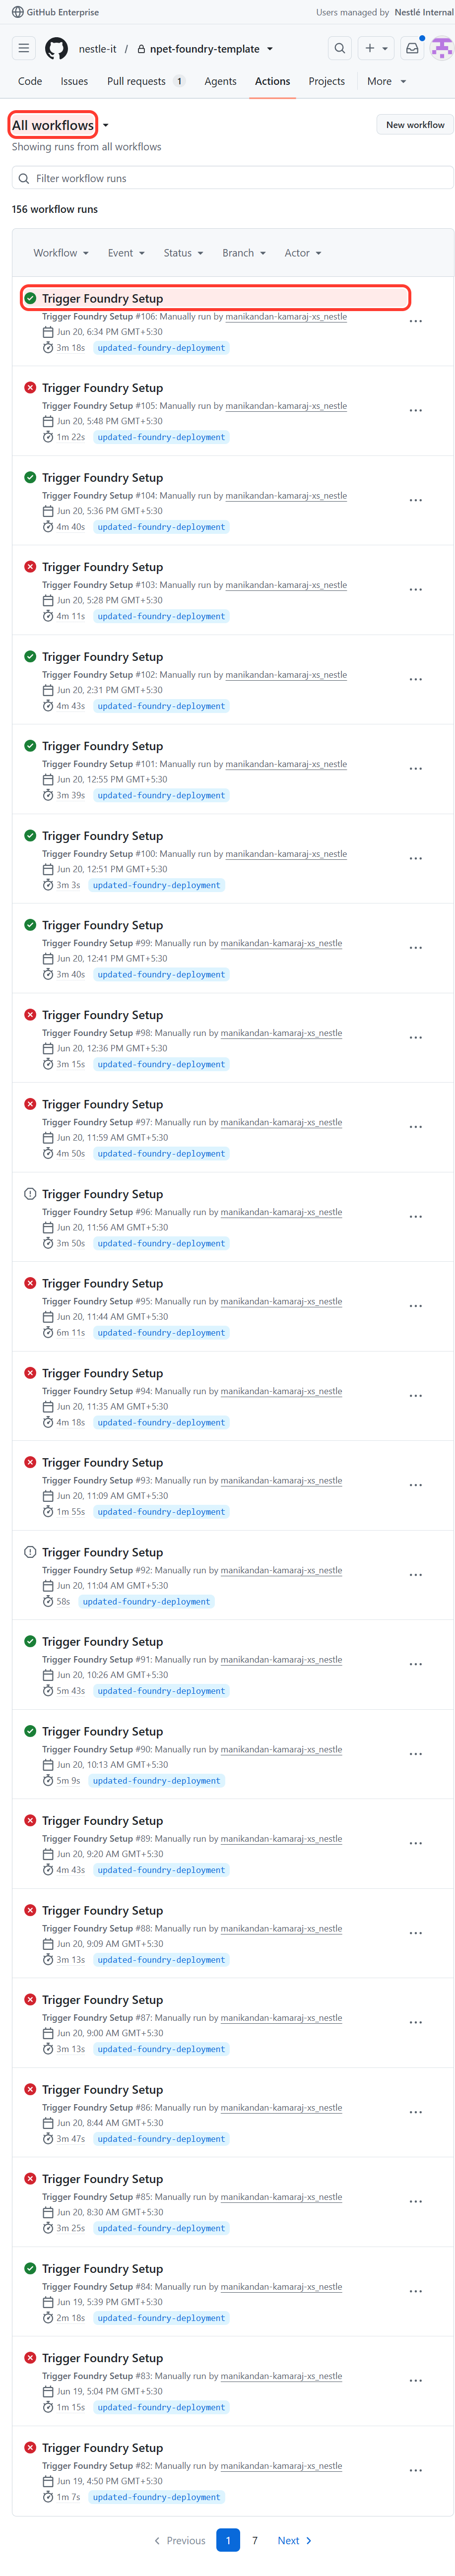 GitHub Enterprise
Users managed by Nestlé Internal
nestle-it / npet-foundry-template
Code Issues Pull requests 1 Agents Actions Projects More
All workflows
New workflow
Showing runs from all workflows
Filter workflow runs
156 workflow runs
Workflow Event Status Branch Actor
Trigger Foundry Setup
Trigger Foundry Setup #106: Manually run by manikandan-kamaraj-xs_nestle
Jun 20, 6:34 PM GMT+5:30
3m 18s updated-foundry-deployment
Trigger Foundry Setup
Trigger Foundry Setup #105: Manually run by manikandan-kamaraj-xs_nestle
Jun 20, 5:48 PM GMT+5:30
1m 22s updated-foundry-deployment
Trigger Foundry Setup
Trigger Foundry Setup #104: Manually run by manikandan-kamaraj-xs_nestle
Jun 20, 5:36 PM GMT+5:30
4m 40s updated-foundry-deployment
Trigger Foundry Setup
Trigger Foundry Setup #103: Manually run by manikandan-kamaraj-xs_nestle
Jun 20, 5:28 PM GMT+5:30
4m 11s updated-foundry-deployment
Trigger Foundry Setup
Trigger Foundry Setup #102: Manually run by manikandan-kamaraj-xs_nestle
Jun 20, 2:31 PM GMT+5:30
4m 43s updated-foundry-deployment
Trigger Foundry Setup
Trigger Foundry Setup #101: Manually run by manikandan-kamaraj-xs_nestle
Jun 20, 12:55 PM GMT+5:30
3m 39s updated-foundry-deployment
Trigger Foundry Setup
Trigger Foundry Setup #100: Manually run by manikandan-kamaraj-xs_nestle
Jun 20, 12:51 PM GMT+5:30
3m 3s updated-foundry-deployment
Trigger Foundry Setup
Trigger Foundry Setup #99: Manually run by manikandan-kamaraj-xs_nestle
Jun 20, 12:41 PM GMT+5:30
3m 40s updated-foundry-deployment
Trigger Foundry Setup
Trigger Foundry Setup #98: Manually run by manikandan-kamaraj-xs_nestle
Jun 20, 12:36 PM GMT+5:30
3m 15s updated-foundry-deployment
Trigger Foundry Setup
Trigger Foundry Setup #97: Manually run by manikandan-kamaraj-xs_nestle
Jun 20, 11:59 AM GMT+5:30
4m 50s updated-foundry-deployment
Trigger Foundry Setup
Trigger Foundry Setup #96: Manually run by manikandan-kamaraj-xs_nestle
Jun 20, 11:56 AM GMT+5:30
3m 50s updated-foundry-deployment
Trigger Foundry Setup
Trigger Foundry Setup #95: Manually run by manikandan-kamaraj-xs_nestle
Jun 20, 11:44 AM GMT+5:30
6m 11s updated-foundry-deployment
Trigger Foundry Setup
Trigger Foundry Setup #94: Manually run by manikandan-kamaraj-xs_nestle
Jun 20, 11:35 AM GMT+5:30
4m 18s updated-foundry-deployment
Trigger Foundry Setup
Trigger Foundry Setup #93: Manually run by manikandan-kamaraj-xs_nestle
Jun 20, 11:09 AM GMT+5:30
1m 55s updated-foundry-deployment
Trigger Foundry Setup
Trigger Foundry Setup #92: Manually run by manikandan-kamaraj-xs_nestle
Jun 20, 11:04 AM GMT+5:30
58s updated-foundry-deployment
Trigger Foundry Setup
Trigger Foundry Setup #91: Manually run by manikandan-kamaraj-xs_nestle
Jun 20, 10:26 AM GMT+5:30
5m 43s updated-foundry-deployment
Trigger Foundry Setup
Trigger Foundry Setup #90: Manually run by manikandan-kamaraj-xs_nestle
Jun 20, 10:13 AM GMT+5:30
5m 9s updated-foundry-deployment
Trigger Foundry Setup
Trigger Foundry Setup #89: Manually run by manikandan-kamaraj-xs_nestle
Jun 20, 9:20 AM GMT+5:30
4m 43s updated-foundry-deployment
Trigger Foundry Setup
Trigger Foundry Setup #88: Manually run by manikandan-kamaraj-xs_nestle
Jun 20, 9:09 AM GMT+5:30
3m 13s updated-foundry-deployment
Trigger Foundry Setup
Trigger Foundry Setup #87: Manually run by manikandan-kamaraj-xs_nestle
Jun 20, 9:00 AM GMT+5:30
3m 13s updated-foundry-deployment
Trigger Foundry Setup
Trigger Foundry Setup #86: Manually run by manikandan-kamaraj-xs_nestle
Jun 20, 8:44 AM GMT+5:30
3m 47s updated-foundry-deployment
Trigger Foundry Setup
Trigger Foundry Setup #85: Manually run by manikandan-kamaraj-xs_nestle
Jun 20, 8:30 AM GMT+5:30
3m 25s updated-foundry-deployment
Trigger Foundry Setup
Trigger Foundry Setup #84: Manually run by manikandan-kamaraj-xs_nestle
Jun 19, 5:39 PM GMT+5:30
2m 18s updated-foundry-deployment
Trigger Foundry Setup
Trigger Foundry Setup #83: Manually run by manikandan-kamaraj-xs_nestle
Jun 19, 5:04 PM GMT+5:30
1m 15s updated-foundry-deployment
Trigger Foundry Setup
Trigger Foundry Setup #82: Manually run by manikandan-kamaraj-xs_nestle
Jun 19, 4:50 PM GMT+5:30
1m 7s updated-foundry-deployment
Previous 1 7 Next